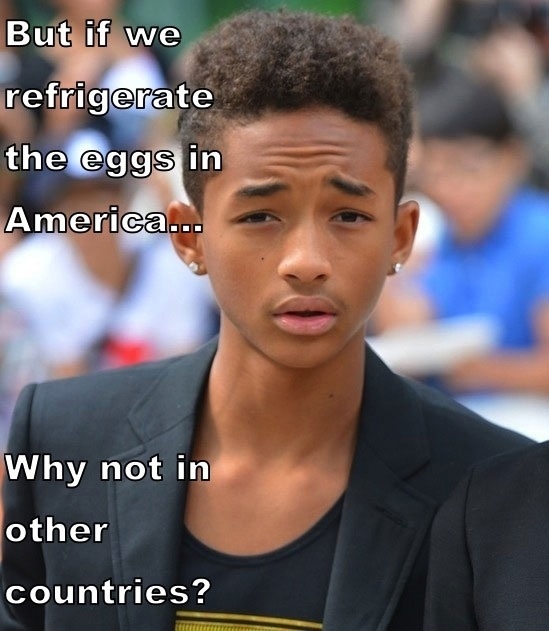 But if we
refrigerate
the eggs in
America...
Why not in
other
countries?